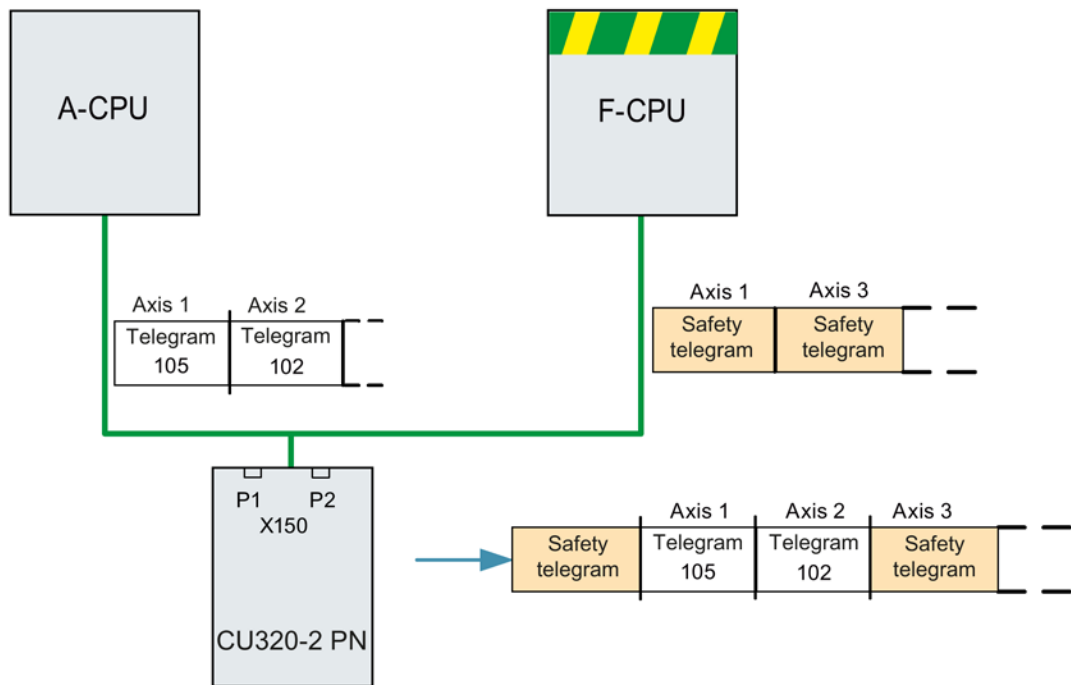 A-CPU
F-CPU
Axis 1 Axis 2
Telegram Telegram
105 102
Axis 1 Axis 3
Safety Safety
telegram telegram
P1 P2
X150
CU320-2 PN
Axis 1 Axis 2 Axis 3
Safety Telegram Telegram Safety
telegram 105 102 telegram